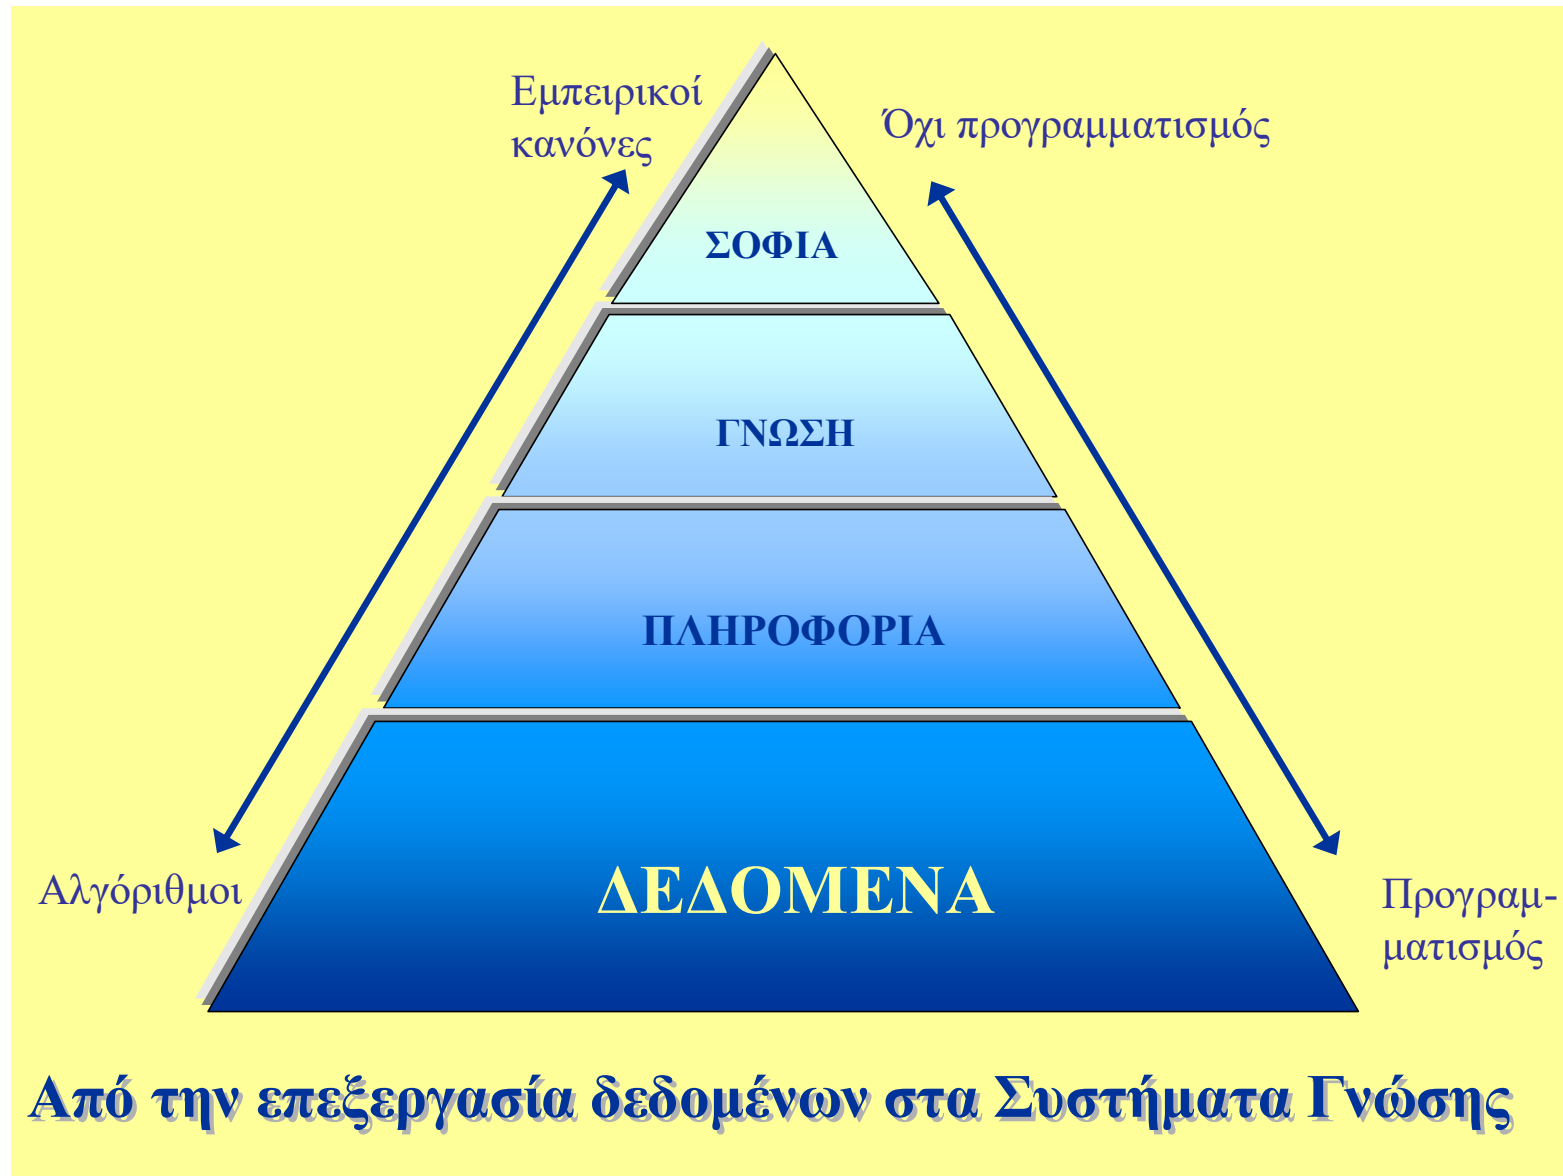 Εμπειρικοί
κανόνες
Όχι προγραμματισμός
ΣΟΦΙΑ
ΓΝΩΣΗ
ΠΛΗΡΟΦΟΡΙΑ
ΔΕΔΟΜΕΝΑ
Αλγόριθμοι
Προγραμ-
ματισμός
Από την επεξεργασία δεδομένων στα Συστήματα Γνώσης